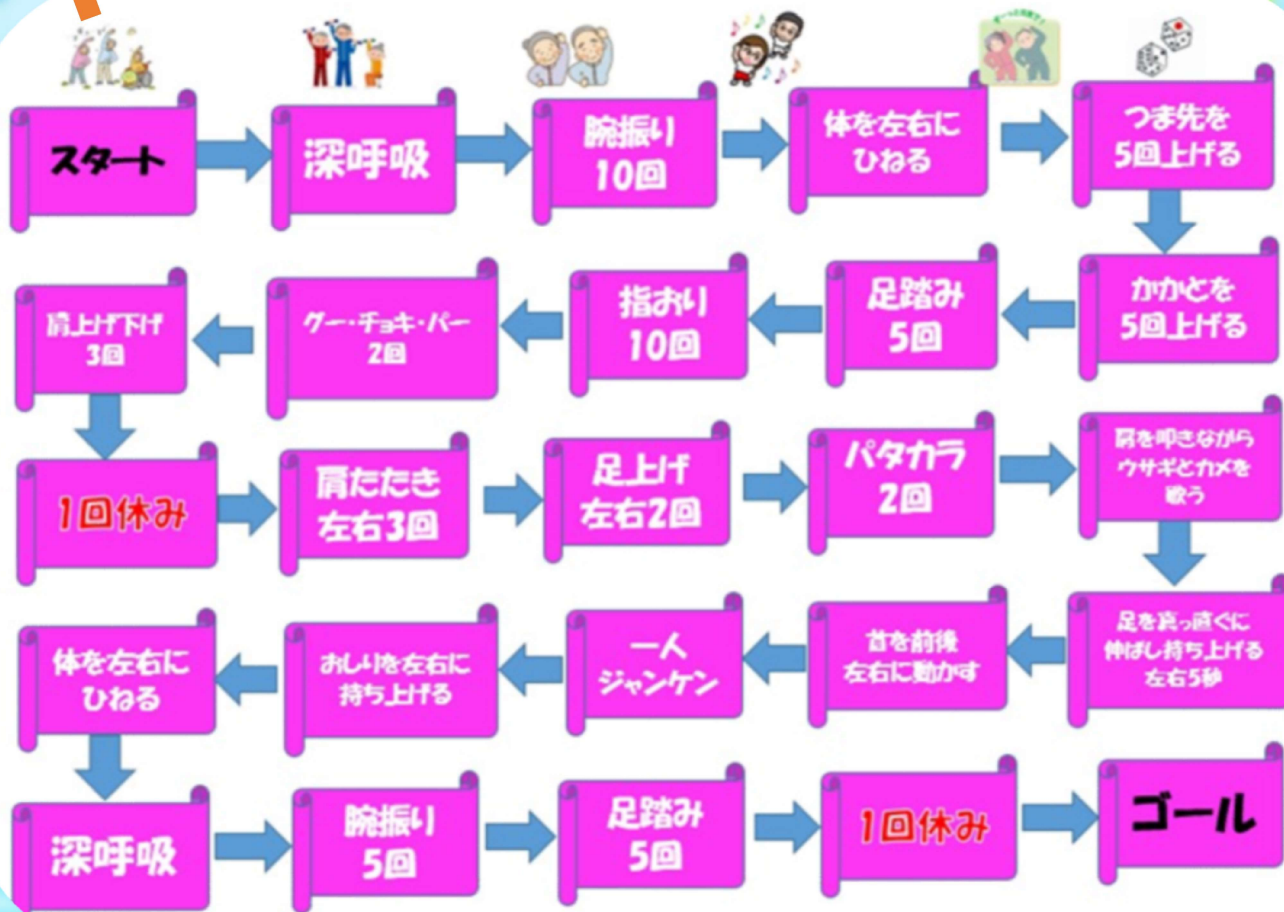 スタート
深呼吸
腕振り
10回
体を左右に
ひねる
つま先を
5回上げる
かかとを
5回上げる
足踏み
5回
指おり
10回
グー・チョキ・パー
2回
肩上げ下げ
3回
1回休み
肩たたき
左右3回
足上げ
左右2回
パタカラ
2回
肩を叩きながら
ウサギとカメを
歌う
足を真っ直ぐに
伸ばし持ち上げる
左右5秒
首を前後
左右に動かす
一人
ジャンケン
おしりを左右に
持ち上げる
体を左右に
ひねる
深呼吸
腕振り
5回
足踏み
5回
1回休み
ゴール